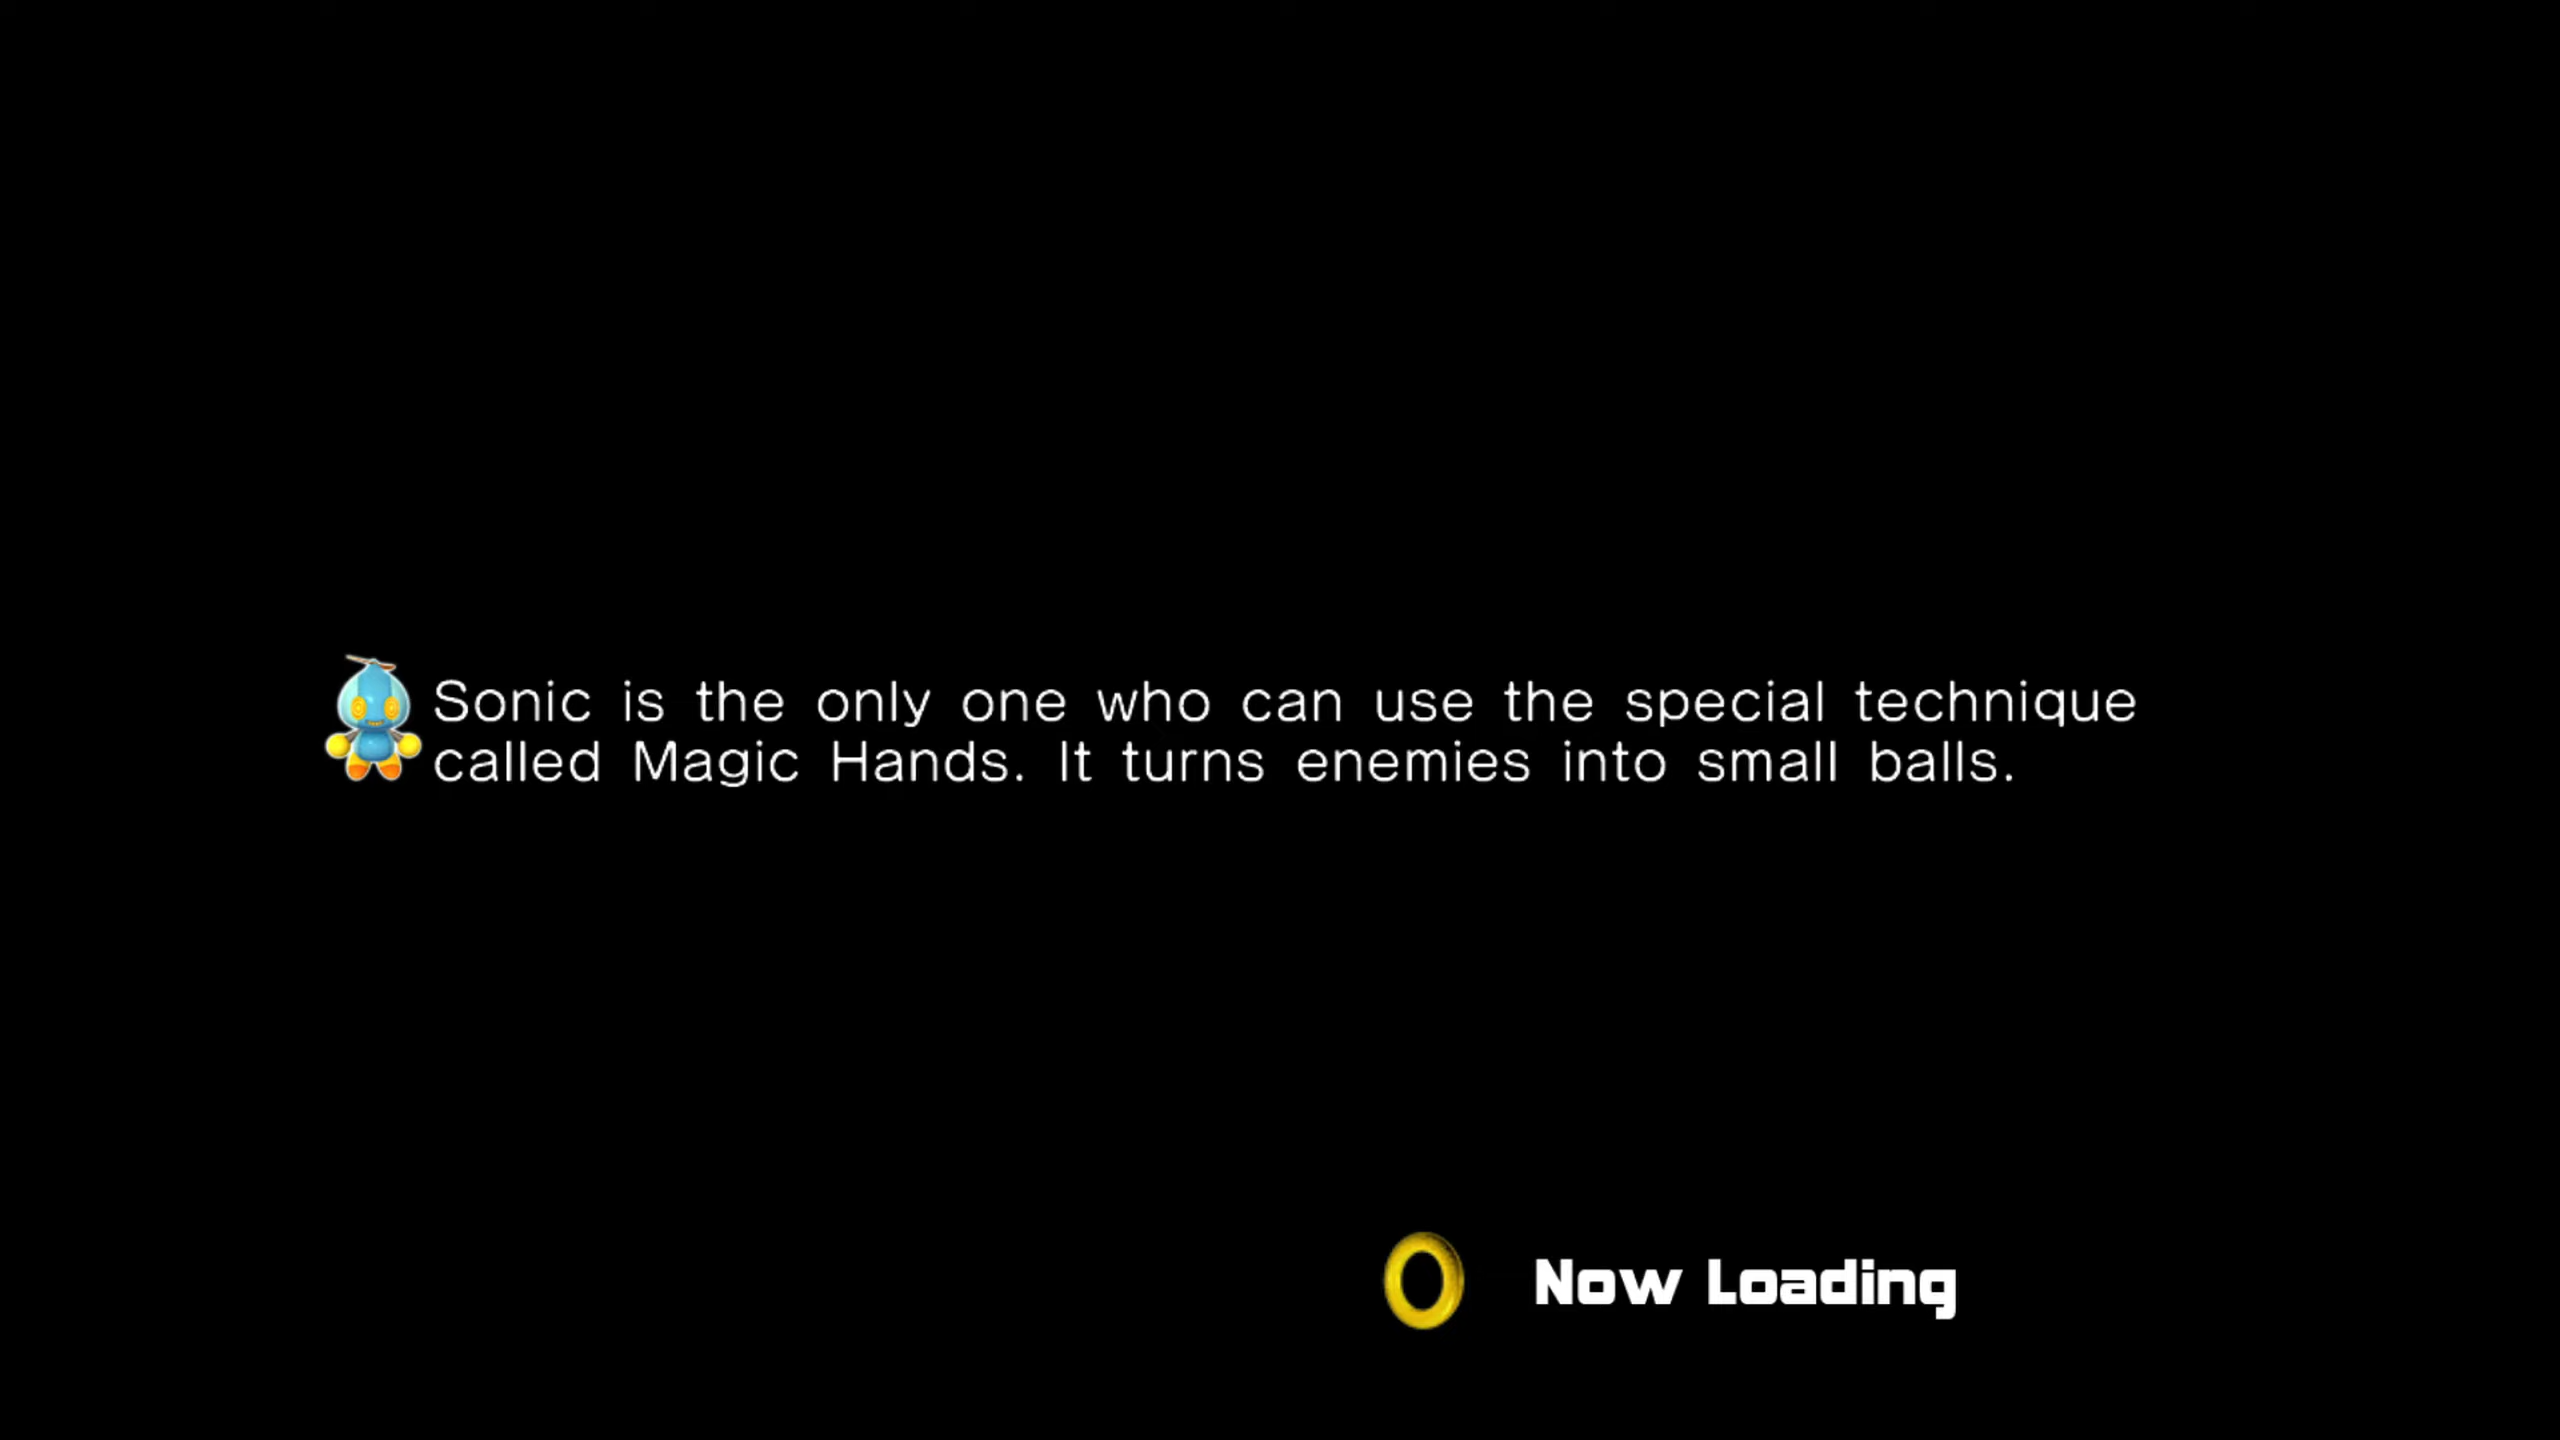 Sonic is the only one who can use the special technique
called Magic Hands. It turns enemies into small balls.
Now Loading